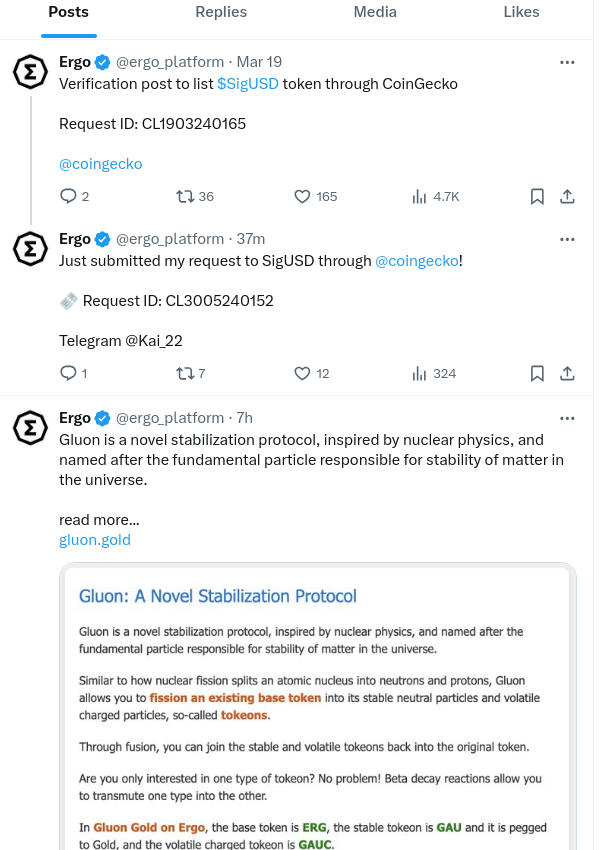 Posts Replies Media Likes
Ergo @ergo_platform · Mar 19
Verification post to list $SigUSD token through CoinGecko
Request ID: CL1903240165
@coingecko
2 36 165 4.7K
Ergo @ergo_platform · 37m
Just submitted my request to SigUSD through @coingecko!
Request ID: CL3005240152
Telegram @Kai_22
1 7 12 324
Ergo @ergo_platform · 7h
Gluon is a novel stabilization protocol, inspired by nuclear physics, and
named after the fundamental particle responsible for stability of matter in
the universe.
read more...
gluon.gold
Gluon: A Novel Stabilization Protocol
Gluon is a novel stabilization protocol, inspired by nuclear physics, and named after the
fundamental particle responsible for stability of matter in the universe.
Similar to how nuclear fission splits an atomic nucleus into neutrons and protons, Gluon
allows you to fission an existing base token into its stable neutral particles and volatile
charged particles, so-called tokeons.
Through fusion, you can join the stable and volatile tokeons back into the original token.
Are you only interested in one type of tokeon? No problem! Beta decay reactions allow you
to transmute one type into the other.
In Gluon Gold on Ergo, the base token is ERG, the stable tokeon is GAU and it is pegged
to Gold, and the volatile charged tokeon is GAUC.